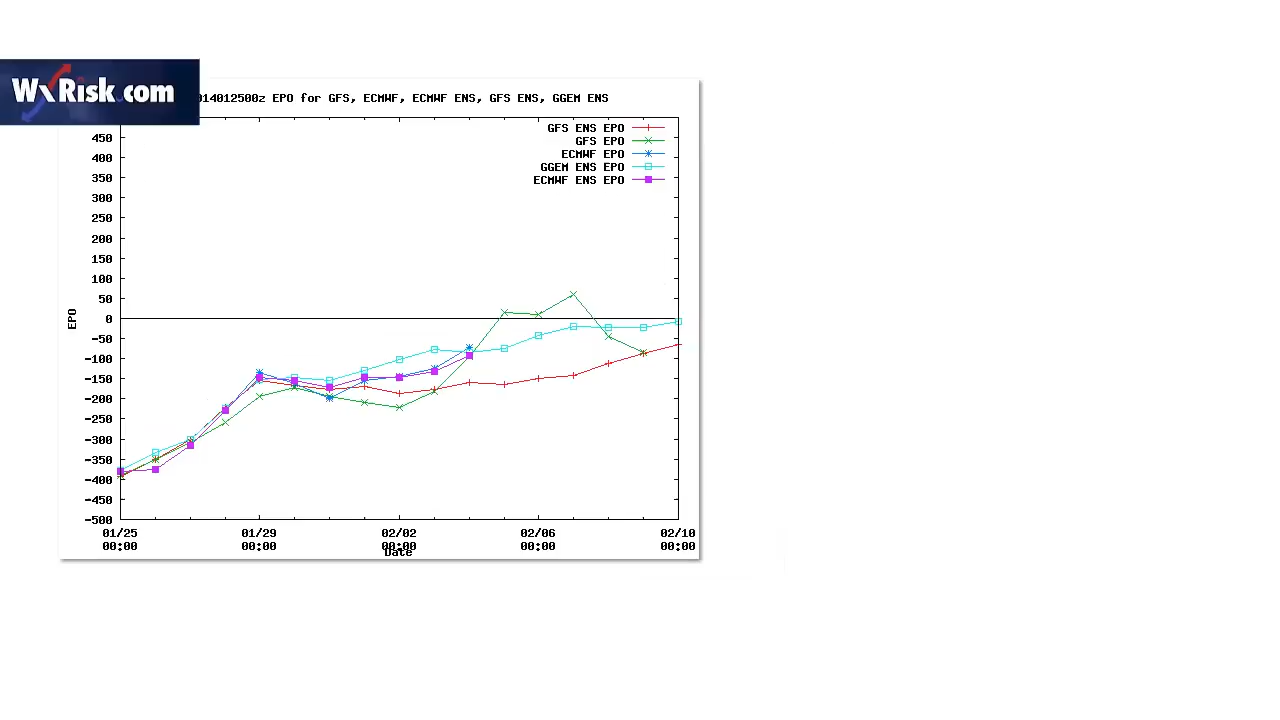 WxRisk.com
014012500z EPO for GFS, ECMWF, ECMWF ENS, GFS ENS, GGEM ENS
GFS ENS EPO
GFS EPO
ECMWF EPO
GGEM ENS EPO
ECMWF ENS EPO
450
400
350
300
250
200
150
100
50
0
-50
-100
-150
-200
-250
-300
-350
-400
-450
-500
EPO
01/25 01/29 02/02 02/06 02/10
00:00 00:00 00:00 00:00 00:00
Date